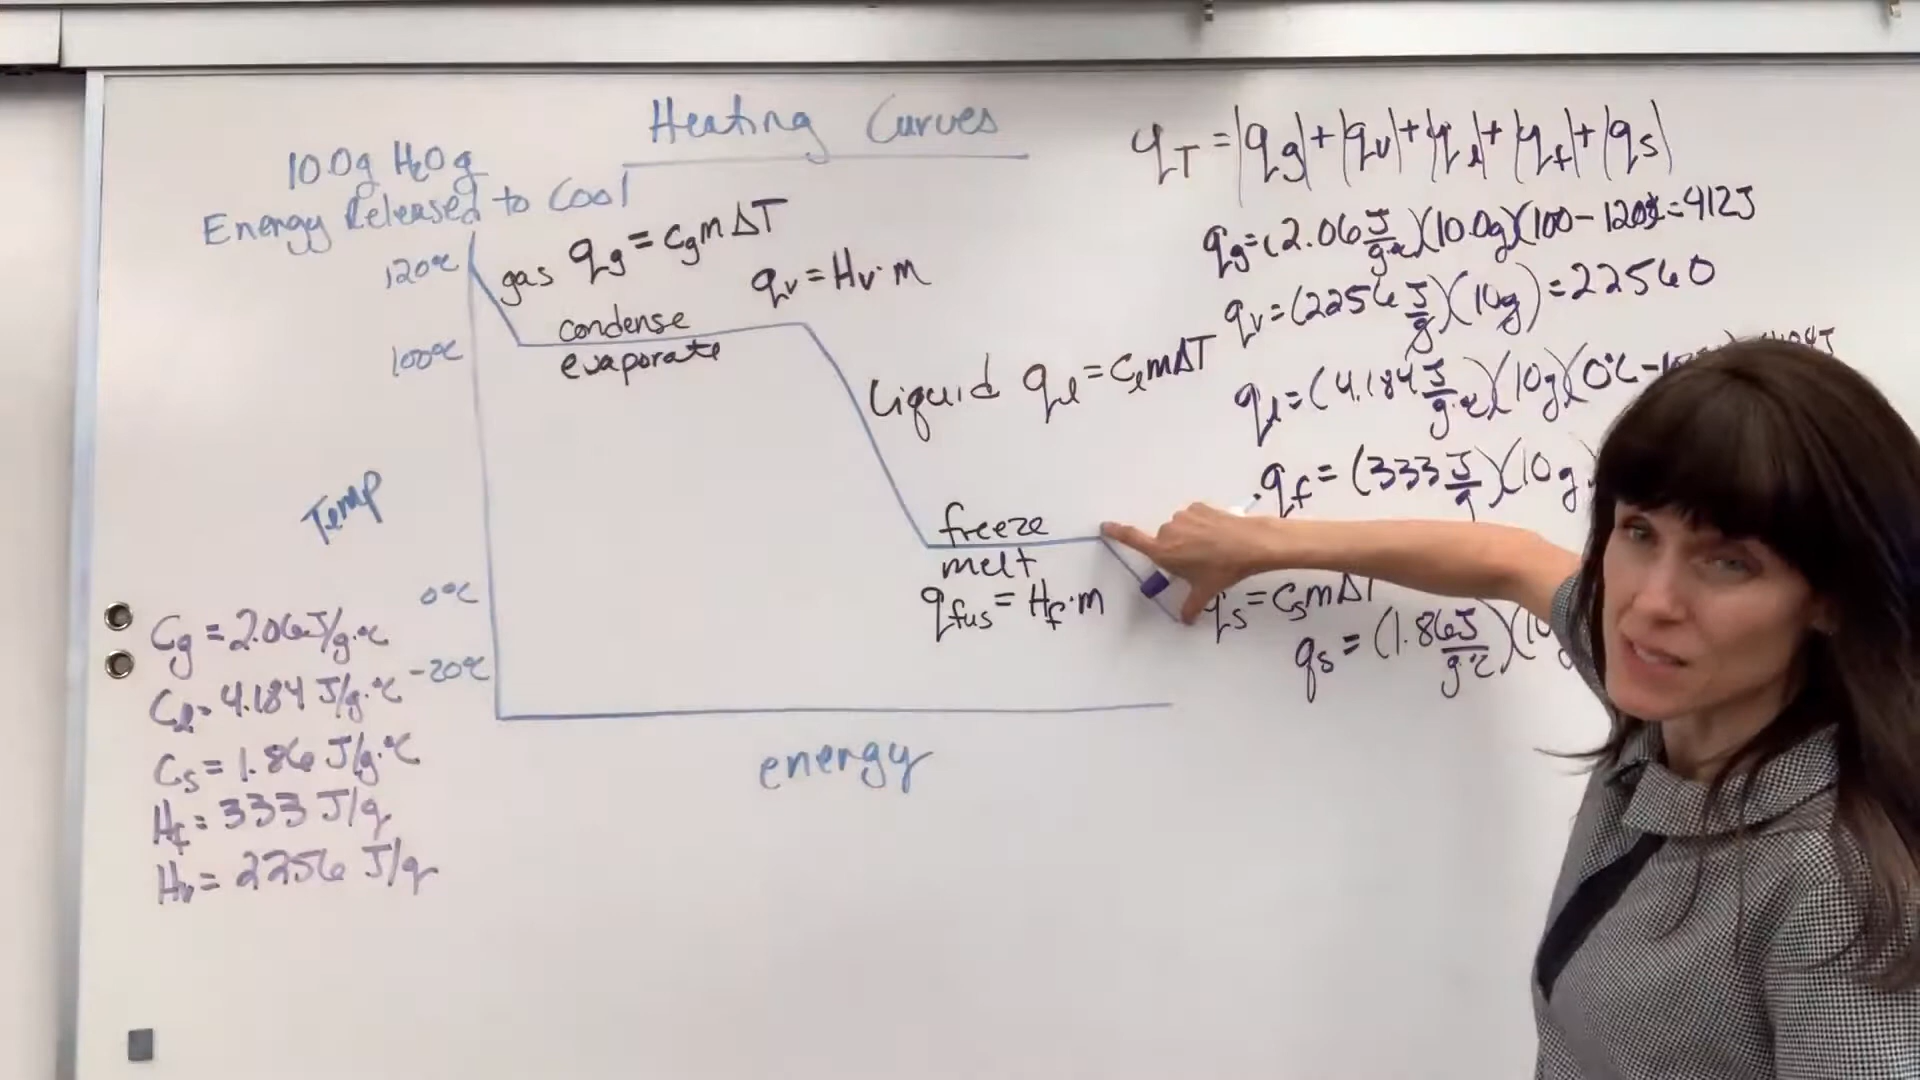 Heating Curves
10.0g H2O g
Energy Released to Cool
120°C
gas qg = cgmΔT
qv = Hv·m
condense
100°C
evaporate
Liquid ql = clmΔT
Temp
freeze
melt
0°C
qfus = Hf·m
qs = csmΔT
-20°C
energy
Cg = 2.06 J/g·°C
Cl = 4.184 J/g·°C
Cs = 1.86 J/g·°C
Hf = 333 J/g
Hv = 2256 J/g
qT = |qg| + |qv| + |ql| + |qf| + |qs|
qg = (2.06 J/g·°C)(10.0g)(100 - 120) = 412J
qv = (2256 J/g)(10g) = 22560
ql = (4.184 J/g·°C)(10g)(0°C -
qf = (333 J/g)(10g
qs = (1.86 J/g·°C)(10